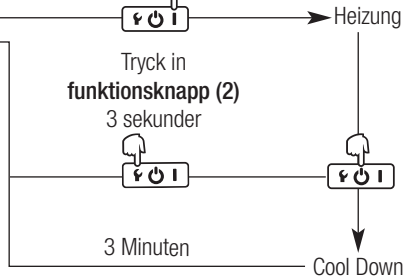 Heizung
Tryck in
funktionsknapp (2)
3 sekunder
3 Minuten
Cool Down